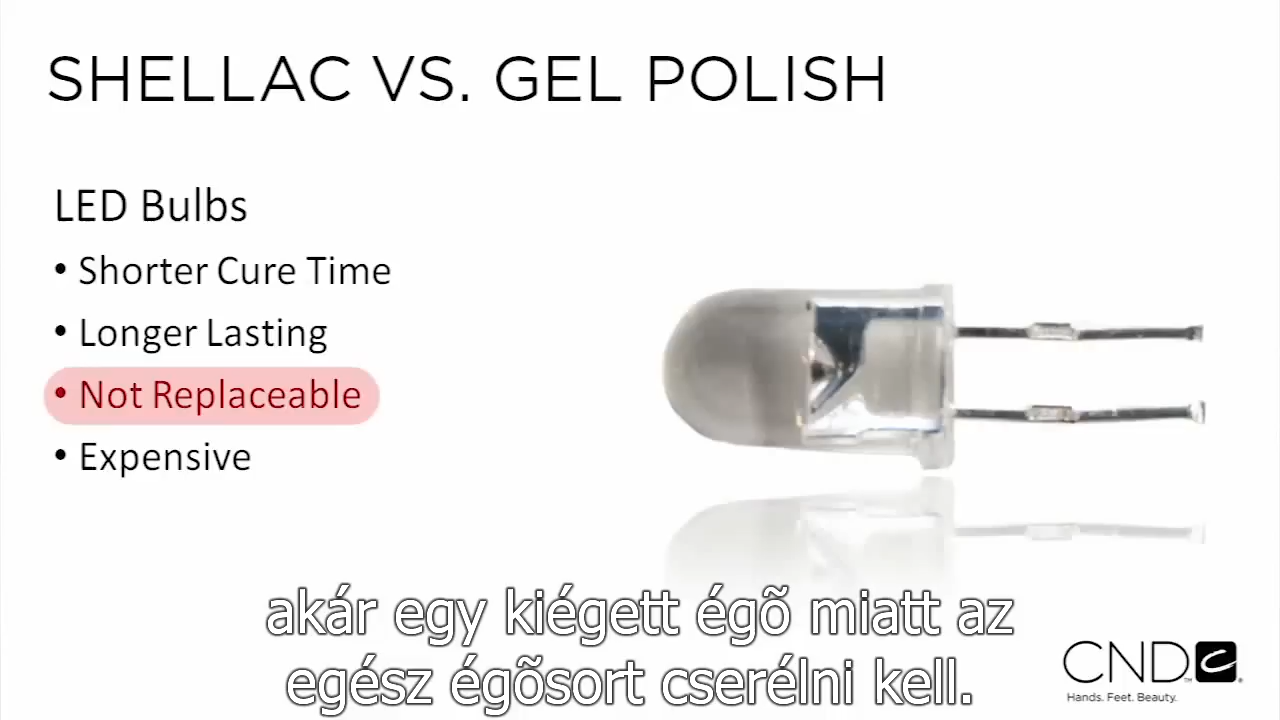 SHELLAC VS. GEL POLISH
LED Bulbs
• Shorter Cure Time
• Longer Lasting
• Not Replaceable
• Expensive
akár egy kiégett égõ miatt az
egész égõsort cserélni kell.
CND™ ®
Hands. Feet. Beauty.